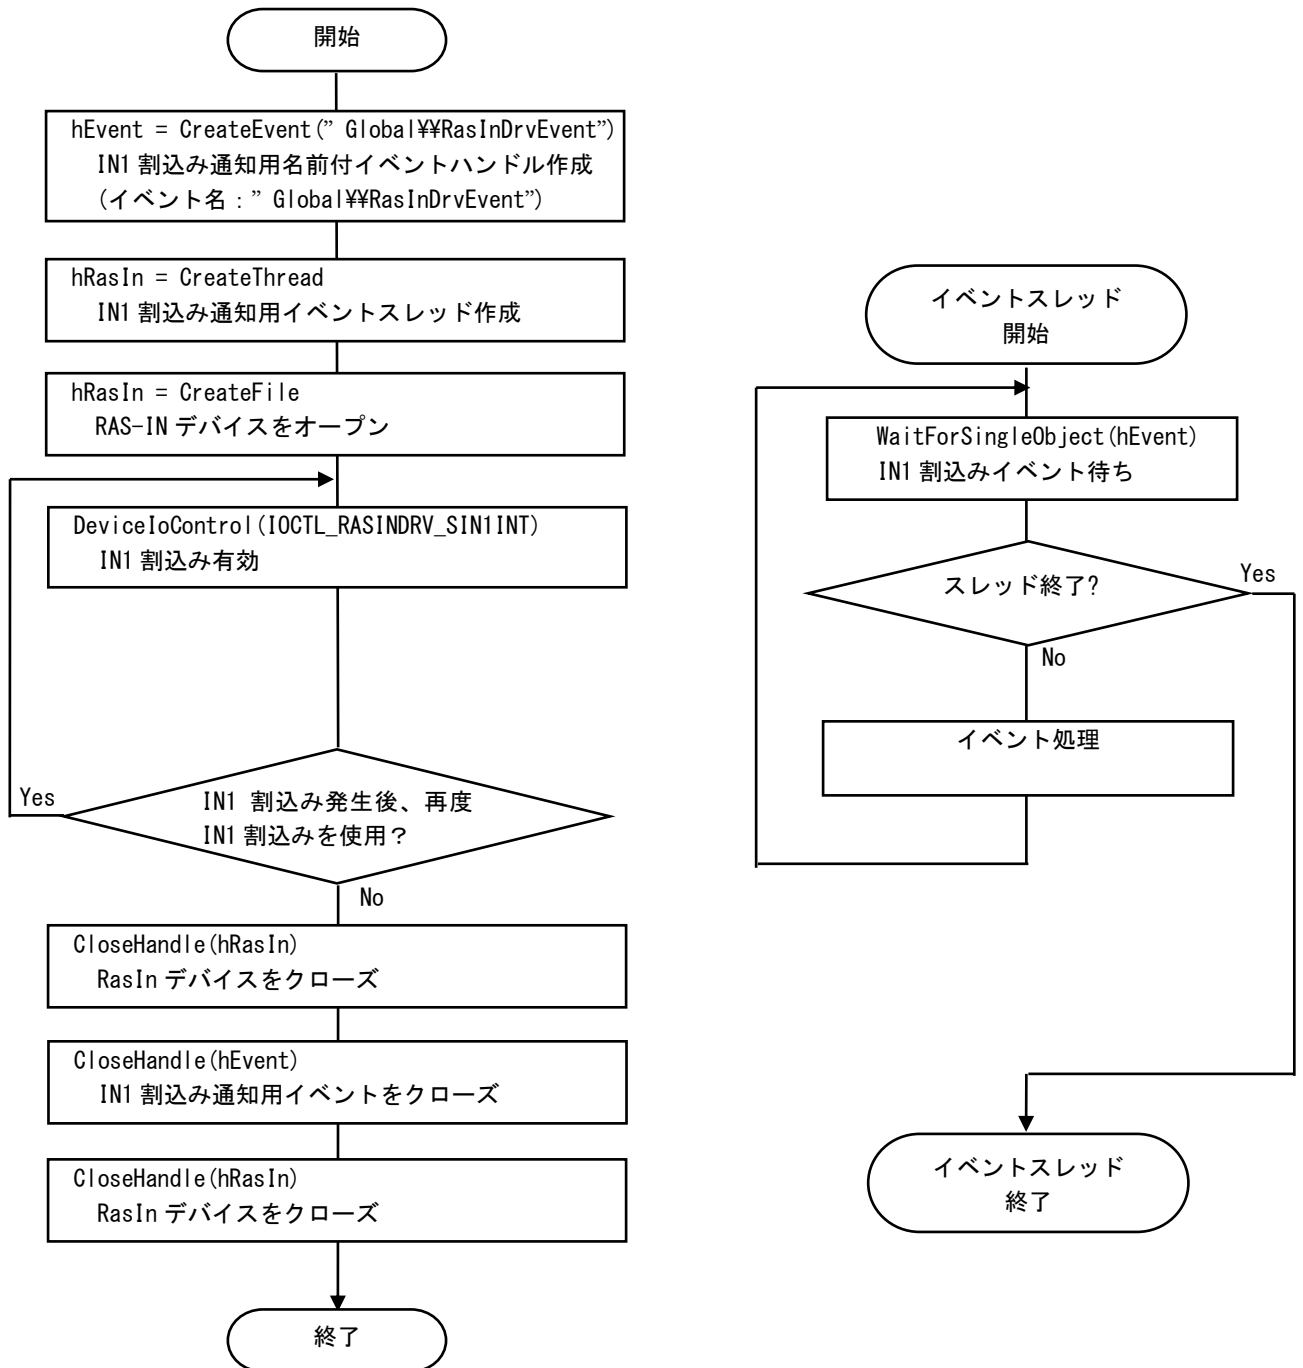 開始
hEvent = CreateEvent(” Global¥¥RasInDrvEvent”)
IN1 割込み通知用名前付イベントハンドル作成
(イベント名：” Global¥¥RasInDrvEvent”)
hRasIn = CreateThread
IN1 割込み通知用イベントスレッド作成
hRasIn = CreateFile
RAS-IN デバイスをオープン
DeviceIoControl(IOCTL_RASINDRV_SIN1INT)
IN1 割込み有効
Yes
IN1 割込み発生後、再度
IN1 割込みを使用？
No
CloseHandle(hRasIn)
RasIn デバイスをクローズ
CloseHandle(hEvent)
IN1 割込み通知用イベントをクローズ
CloseHandle(hRasIn)
RasIn デバイスをクローズ
終了
イベントスレッド
開始
WaitForSingleObject(hEvent)
IN1 割込みイベント待ち
スレッド終了?
Yes
No
イベント処理
イベントスレッド
終了